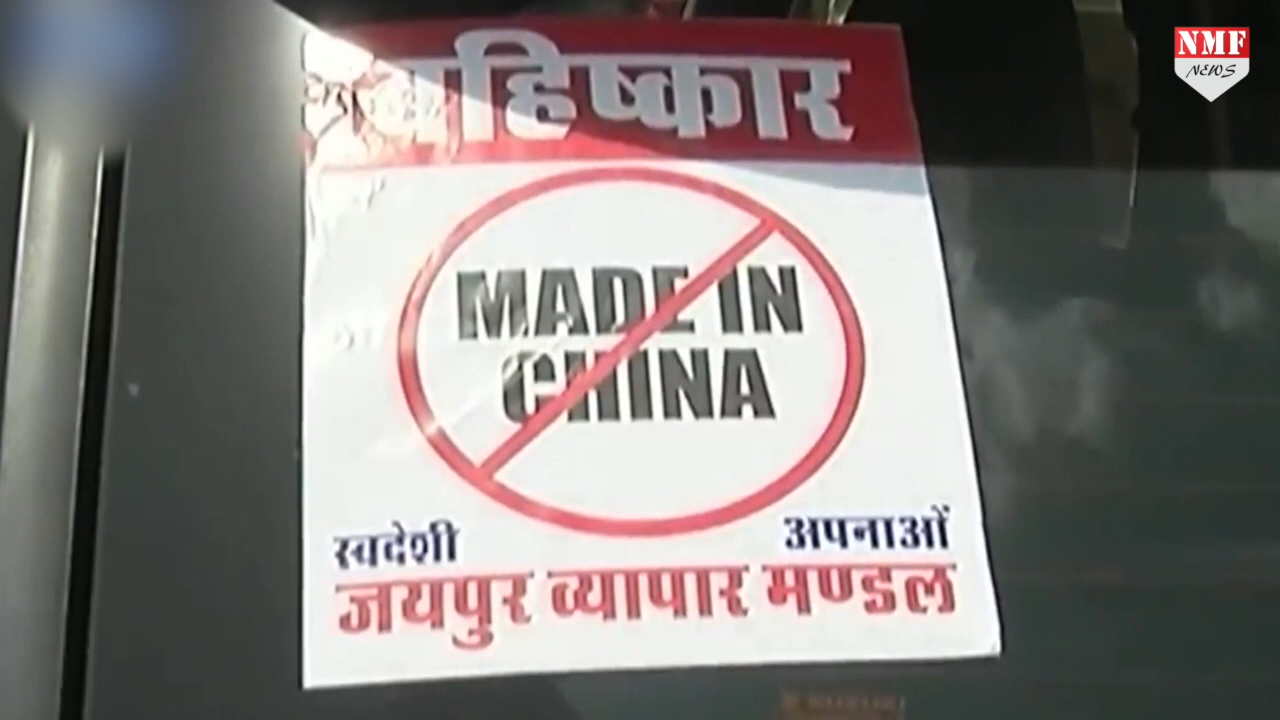 बहिष्कार
MADE IN
CHINA
स्वदेशी अपनाओं
जयपुर व्यापार मण्डल
NMF
NEWS